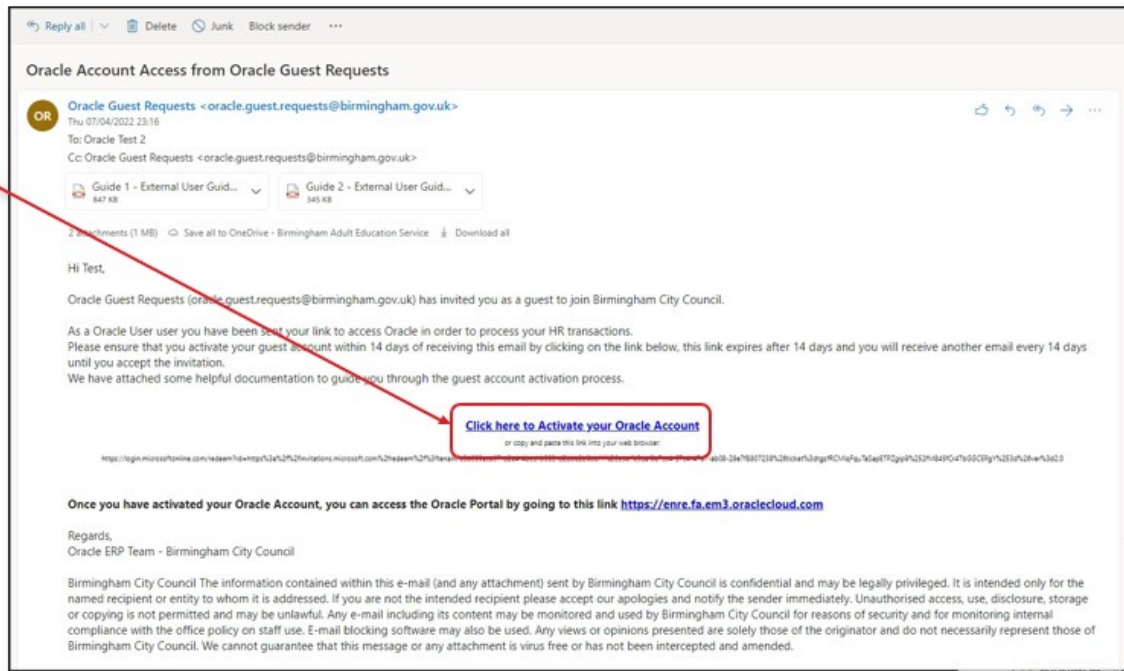 Reply all Delete Junk Block sender ...
Oracle Account Access from Oracle Guest Requests
OR
Oracle Guest Requests <oracle.guest.requests@birmingham.gov.uk>
Thu 07/04/2022 23:16
To: Oracle Test 2
Cc: Oracle Guest Requests <oracle.guest.requests@birmingham.gov.uk>
Guide 1 - External User Guid... Guide 2 - External User Guid...
847 KB 345 KB
2 attachments (1 MB) Save all to OneDrive - Birmingham Adult Education Service Download all
Hi Test,
Oracle Guest Requests (oracle.guest.requests@birmingham.gov.uk) has invited you as a guest to join Birmingham City Council.
As a Oracle User user you have been sent your link to access Oracle in order to process your HR transactions.
Please ensure that you activate your guest account within 14 days of receiving this email by clicking on the link below, this link expires after 14 days and you will receive another email every 14 days
until you accept the invitation.
We have attached some helpful documentation to guide you through the guest account activation process.
Click here to Activate your Oracle Account
or copy and paste this link into your web browser:
Once you have activated your Oracle Account, you can access the Oracle Portal by going to this link https://enre.fa.em3.oraclecloud.com
Regards,
Oracle ERP Team - Birmingham City Council
Birmingham City Council The information contained within this e-mail (and any attachment) sent by Birmingham City Council is confidential and may be legally privileged. It is intended only for the
named recipient or entity to whom it is addressed. If you are not the intended recipient please accept our apologies and notify the sender immediately. Unauthorised access, use, disclosure, storage
or copying is not permitted and may be unlawful. Any e-mail including its content may be monitored and used by Birmingham City Council for reasons of security and for monitoring internal
compliance with the office policy on staff use. E-mail blocking software may also be used. Any views or opinions presented are solely those of the originator and do not necessarily represent those of
Birmingham City Council. We cannot guarantee that this message or any attachment is virus free or has not been intercepted and amended.